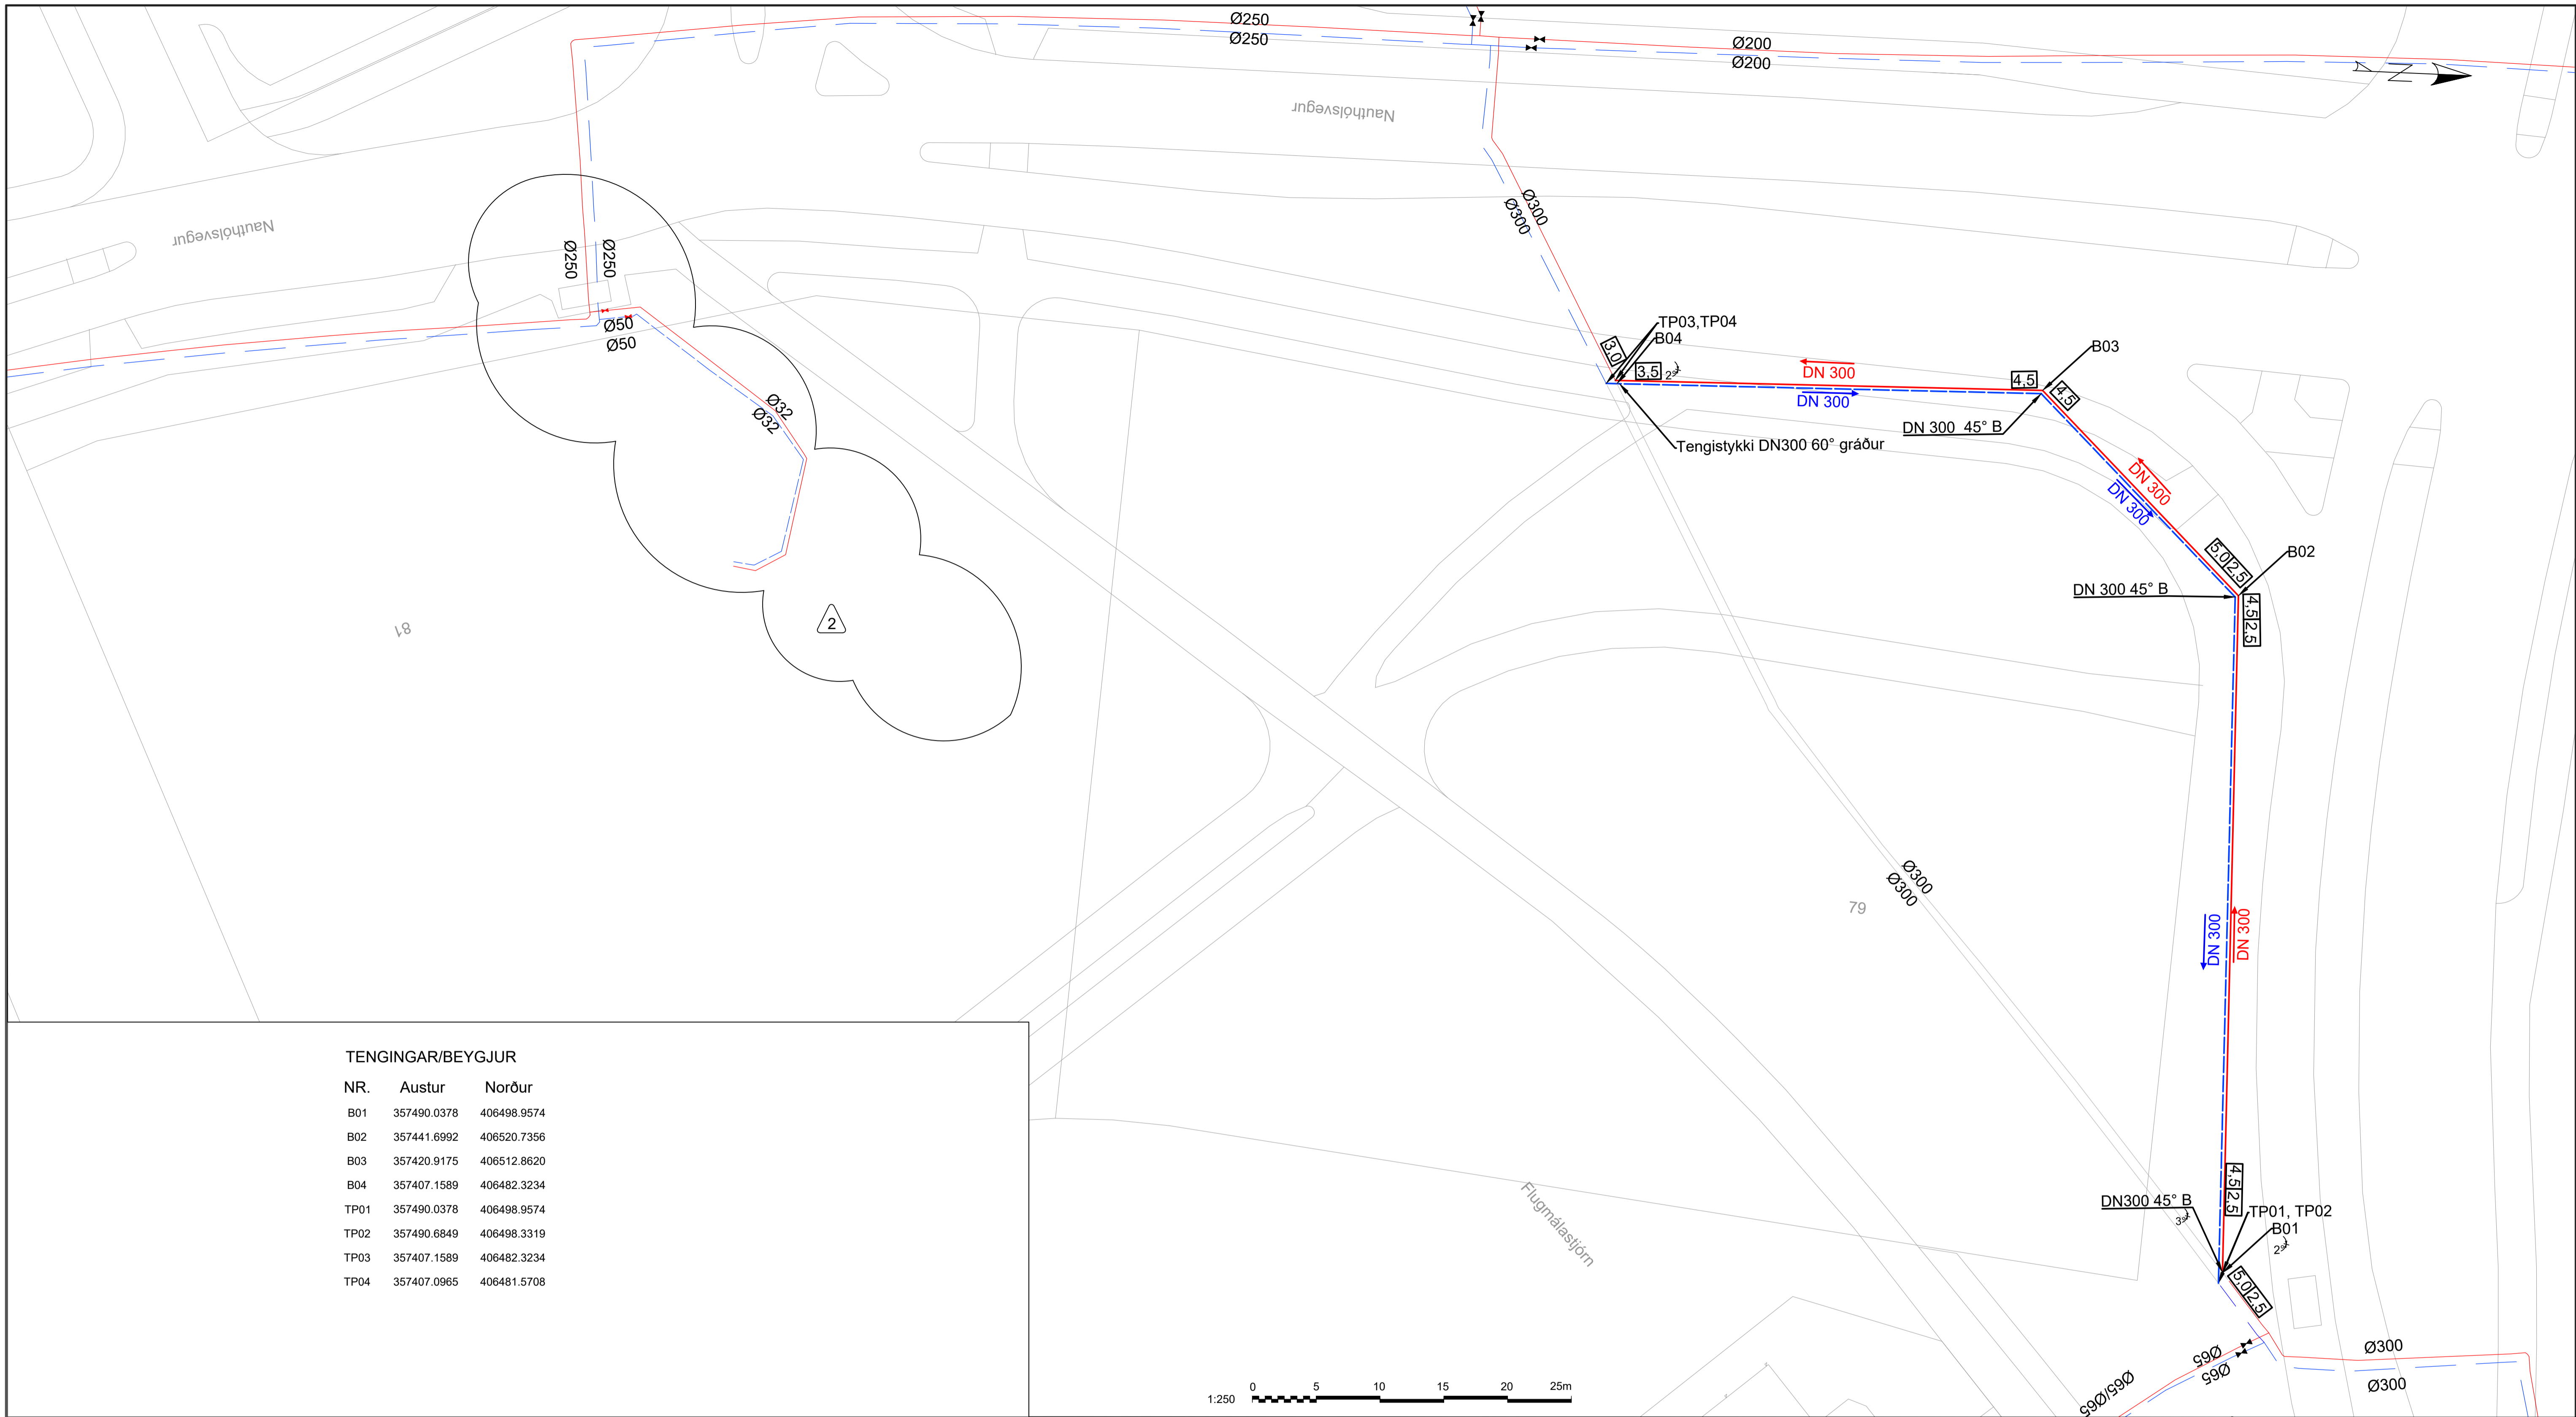 Ø250
Ø250
Ø200
Ø200
N
Nauthólsvegur
Nauthólsvegur
Ø250
Ø250
Ø300
Ø300
Ø50
Ø50
Ø32
Ø32
TP03,TP04
B04
3,0
3,5
2stk
DN 300
DN 300
4,5
B03
4,5
DN 300 45° B
Tengistykki DN300 60° gráður
DN 300
DN 300
5,0 2,5
B02
DN 300 45° B
4,5 2,5
2
81
79
Ø300
Ø300
DN 300
DN 300
4,5 2,5
DN300 45° B
3stk
TP01, TP02
B01
2stk
5,0 2,5
Flugmálastjórn
Ø65
Ø65
Ø65/Ø65
Ø300
Ø300
TENGINGAR/BEYGJUR
NR. Austur Norður
B01 357490.0378 406498.9574
B02 357441.6992 406520.7356
B03 357420.9175 406512.8620
B04 357407.1589 406482.3234
TP01 357490.0378 406498.9574
TP02 357490.6849 406498.3319
TP03 357407.1589 406482.3234
TP04 357407.0965 406481.5708
1:250 0 5 10 15 20 25m